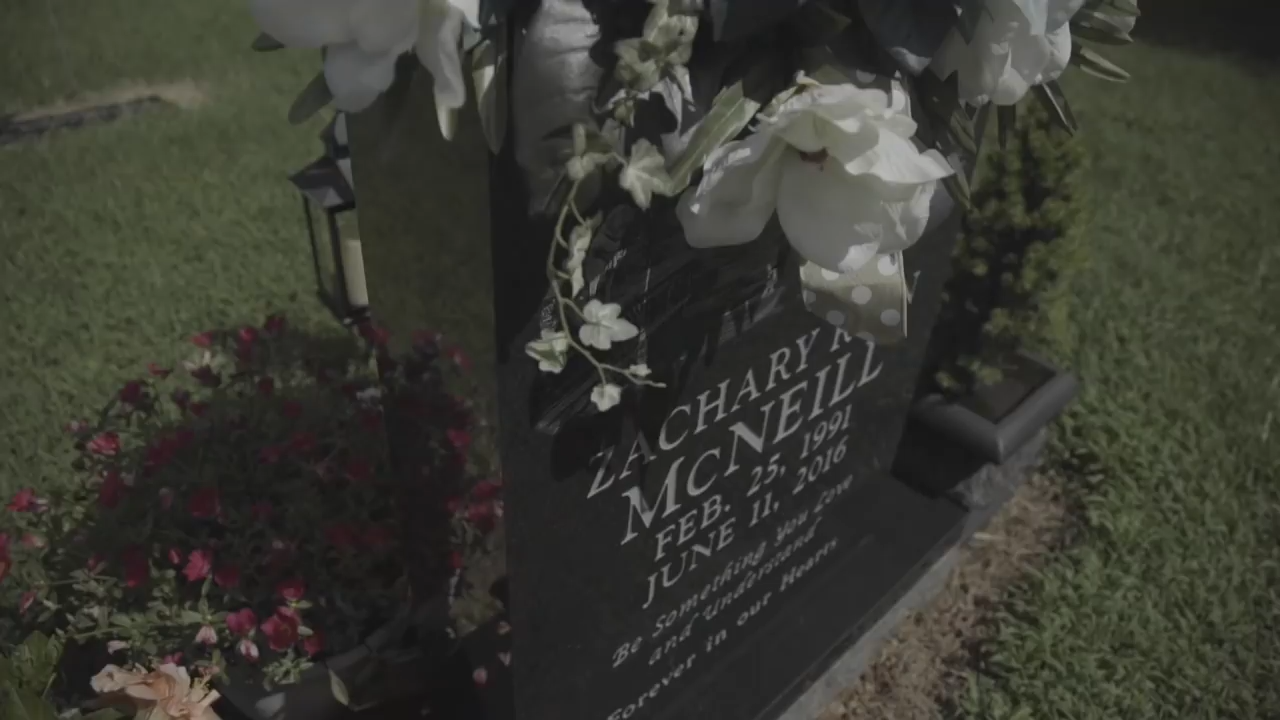 ZACHARY R
McNEILL
FEB. 25, 1991
JUNE 11, 2016
Be Something You Love
and Understand
Forever in our Hearts